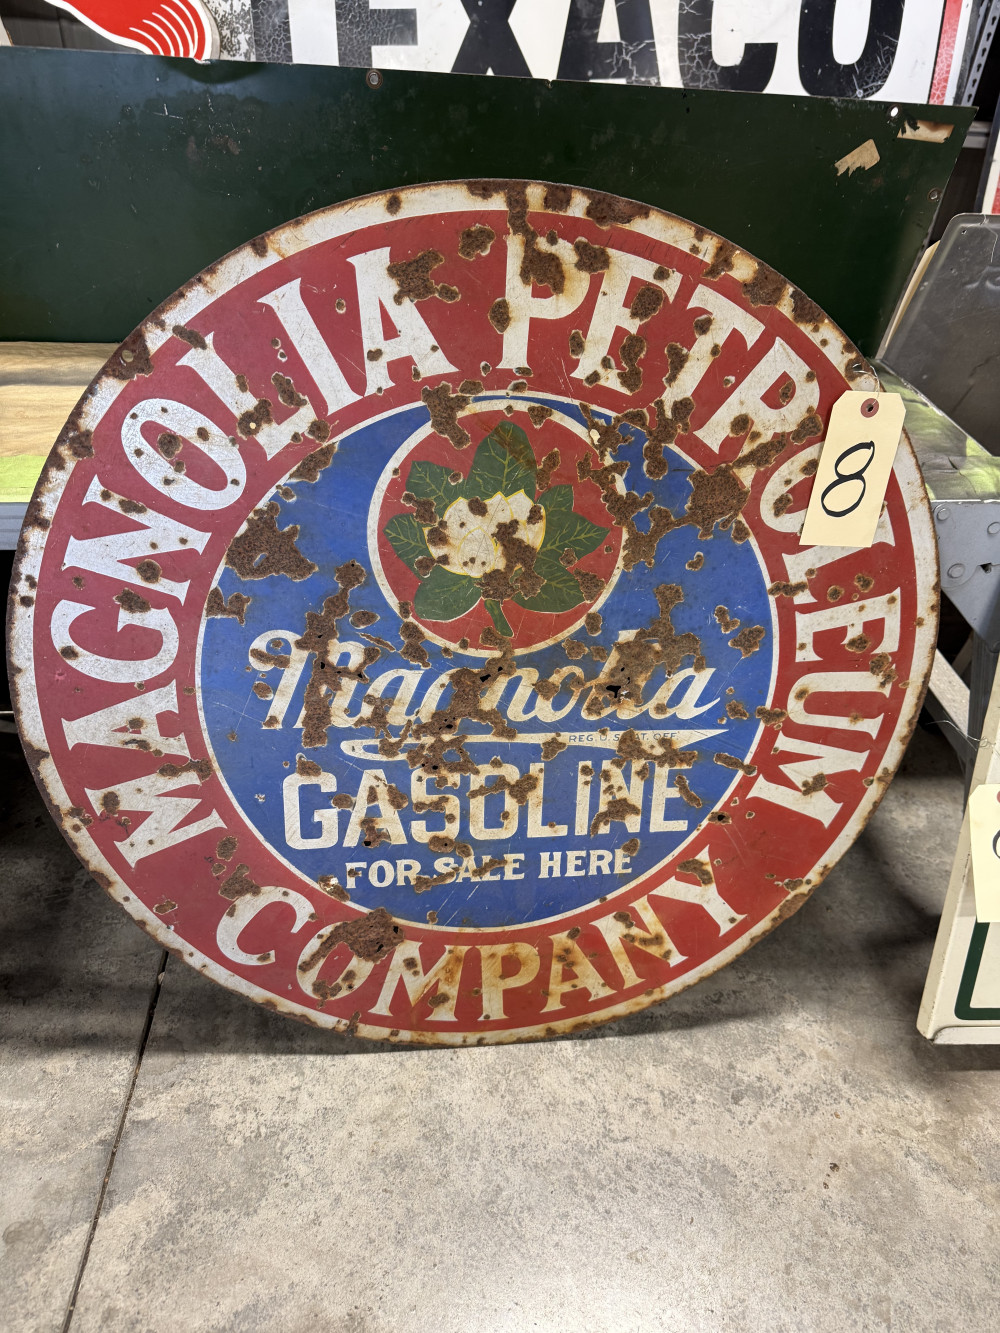 TEXACO
MAGNOLIA PETROLEUM
COMPANY
Magnolia
REG. U.S. PAT. OFF.
GASOLINE
FOR SALE HERE
8